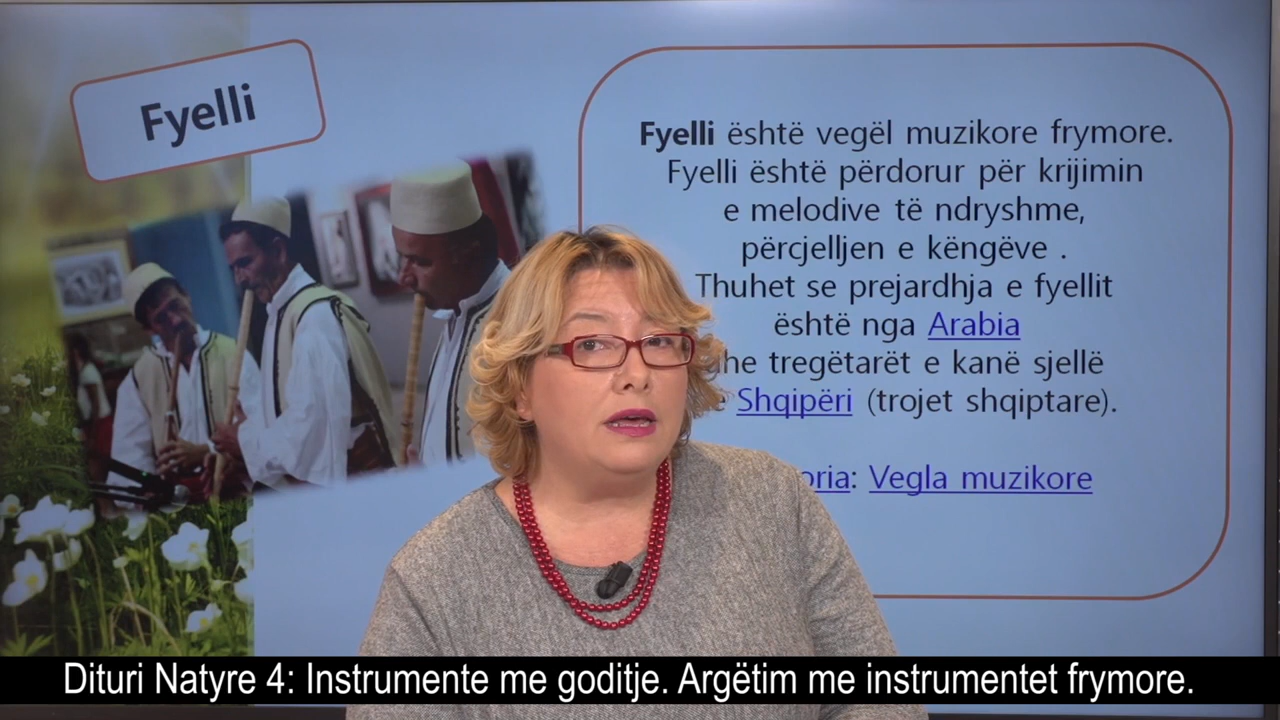 Fyelli
Fyelli është vegël muzikore frymore.
Fyelli është përdorur për krijimin
e melodive të ndryshme,
përcjelljen e këngëve .
Thuhet se prejardhja e fyellit
është nga Arabia
tregëtarët e kanë sjellë
Shqipëri (trojet shqiptare).
Vegla muzikore
Dituri Natyre 4: Instrumente me goditje. Argëtim me instrumentet frymore.